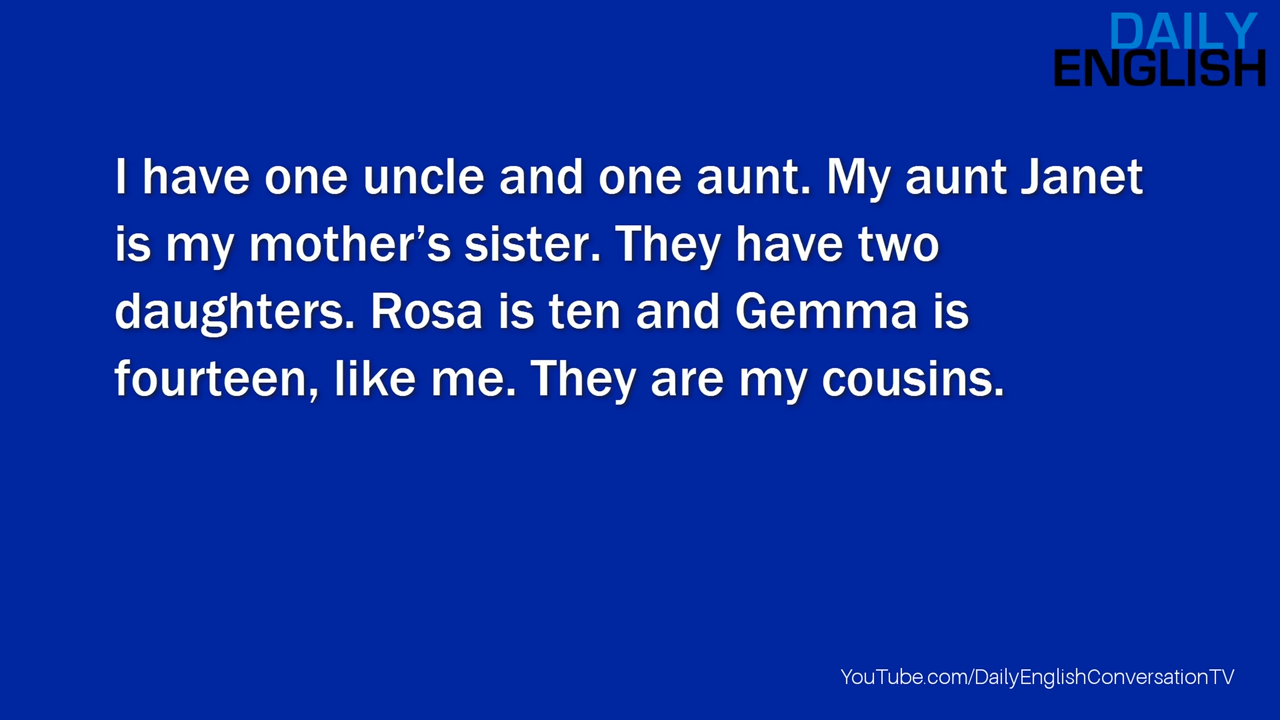 DAILY
ENGLISH
I have one uncle and one aunt. My aunt Janet
is my mother’s sister. They have two
daughters. Rosa is ten and Gemma is
fourteen, like me. They are my cousins.
YouTube.com/DailyEnglishConversationTV